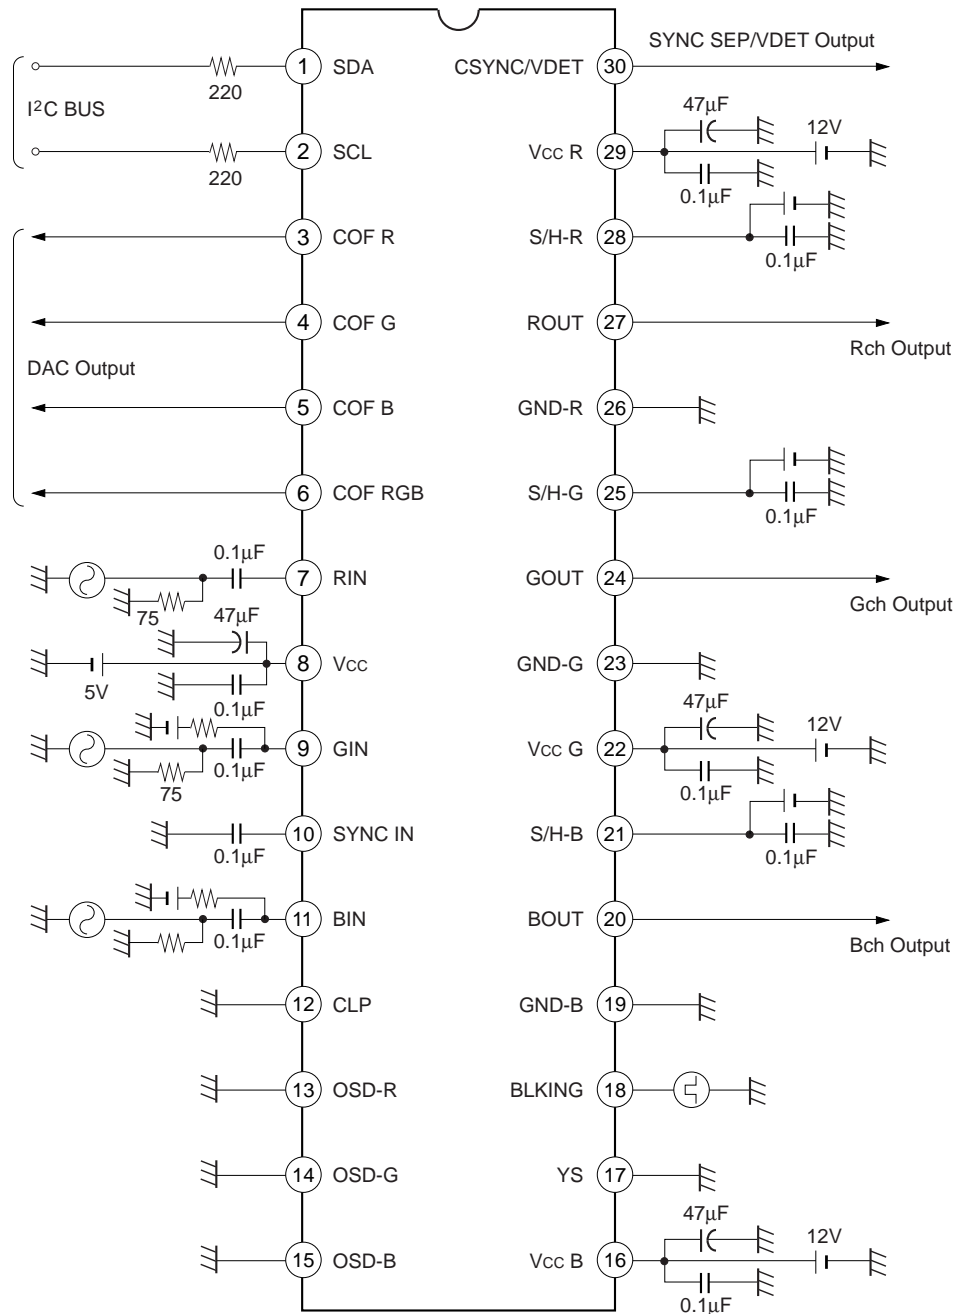 SYNC SEP/VDET Output
1 SDA CSYNC/VDET 30
220
I²C BUS
47µF
12V
2 SCL Vcc R 29
220
0.1µF
3 COF R S/H-R 28
0.1µF
4 COF G ROUT 27
Rch Output
DAC Output
5 COF B GND-R 26
6 COF RGB S/H-G 25
0.1µF
0.1µF
7 RIN GOUT 24
75
Gch Output
47µF
8 Vcc GND-G 23
5V
0.1µF
47µF
12V
9 GIN Vcc G 22
0.1µF
75
0.1µF
10 SYNC IN S/H-B 21
0.1µF
0.1µF
11 BIN BOUT 20
0.1µF
Bch Output
12 CLP GND-B 19
13 OSD-R BLKING 18
14 OSD-G YS 17
47µF
12V
15 OSD-B Vcc B 16
0.1µF